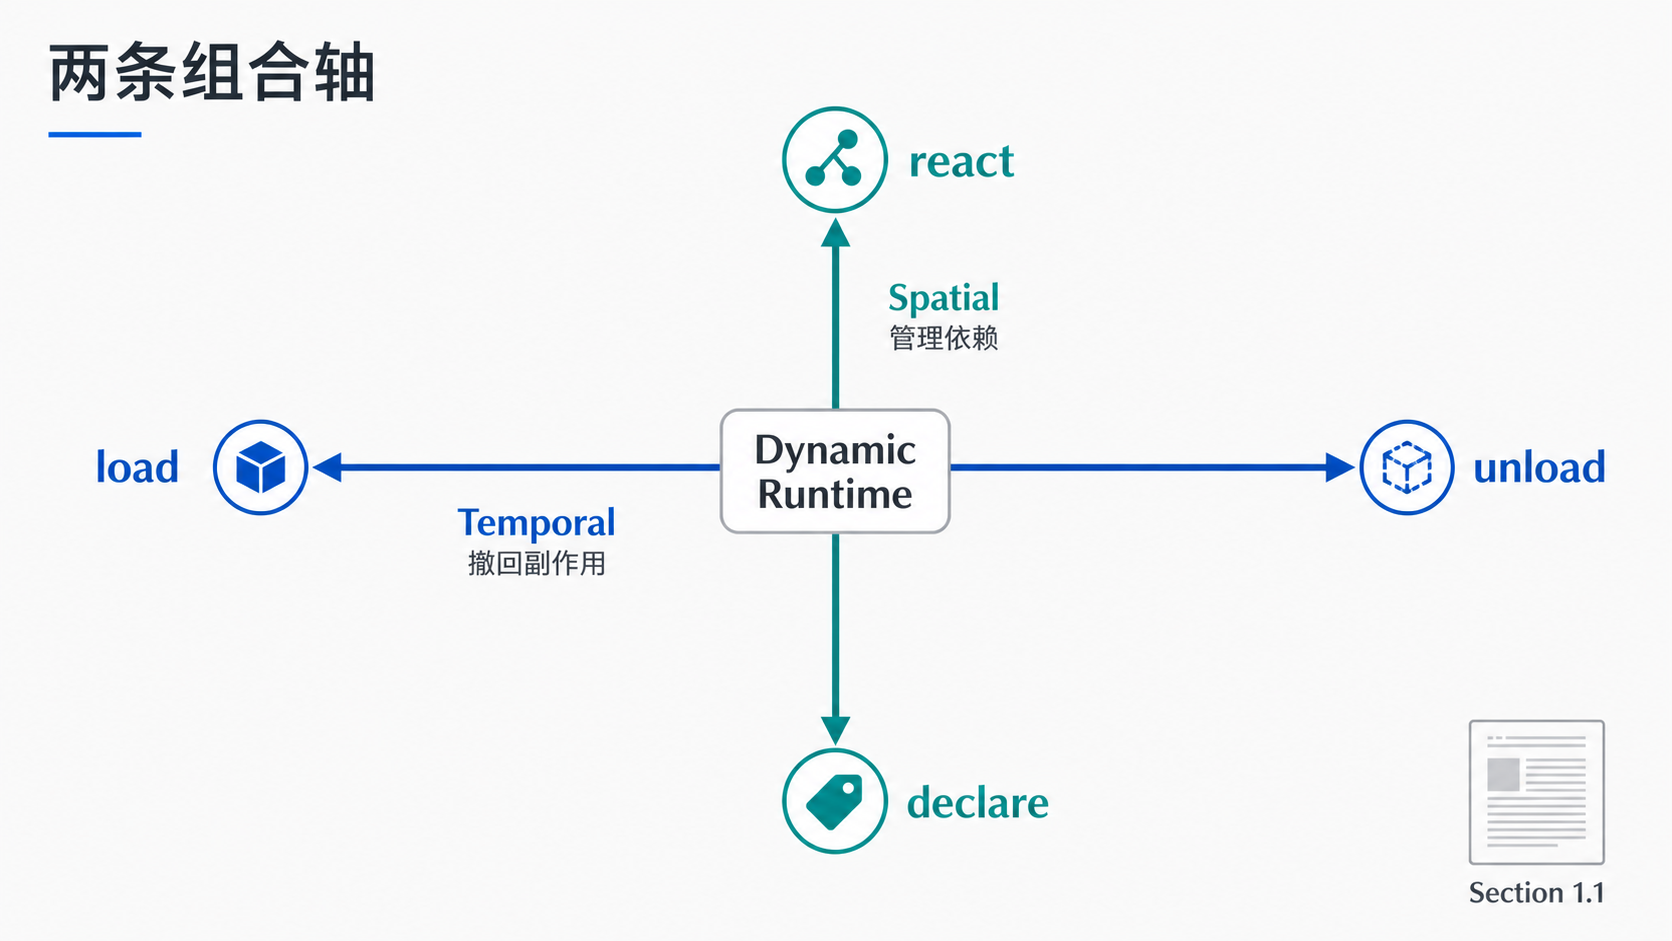 两条组合轴
react
Spatial
管理依赖
load
Dynamic
Runtime
unload
Temporal
撤回副作用
declare
Section 1.1